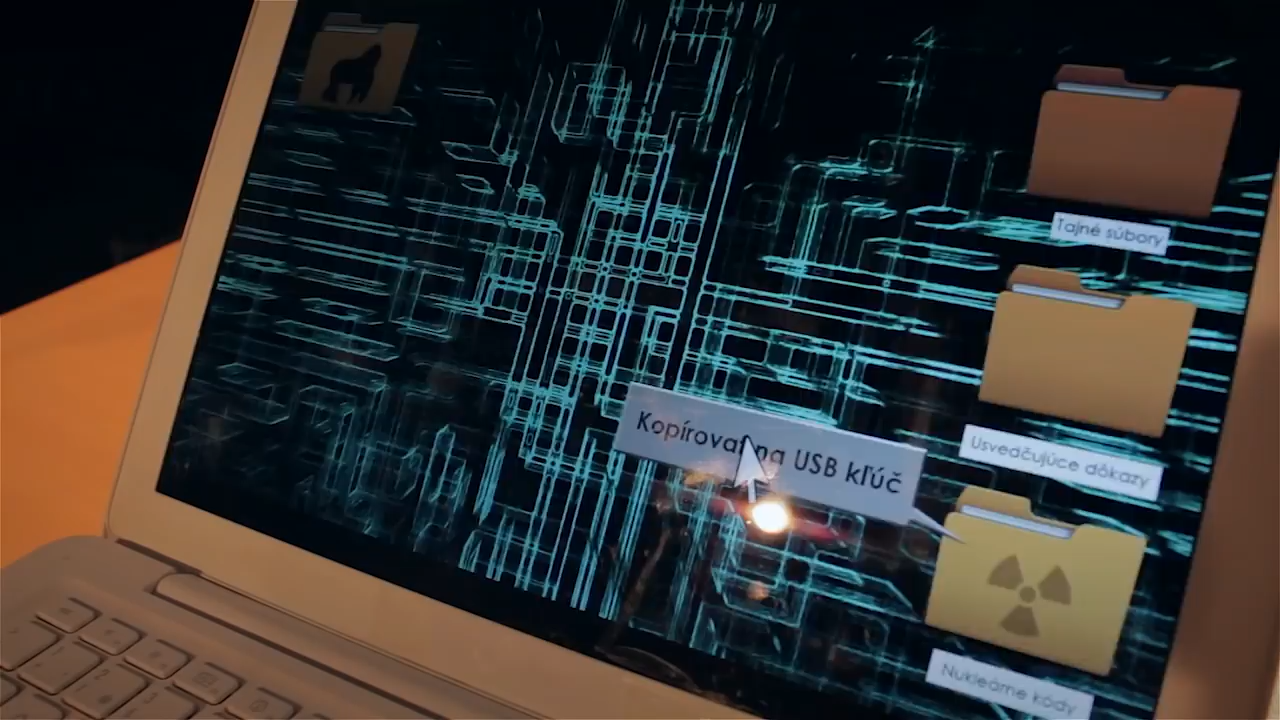 Tajné súbory
Usvedčujúce dôkazy
Kopírovať na USB kľúč
Nukleárne kódy